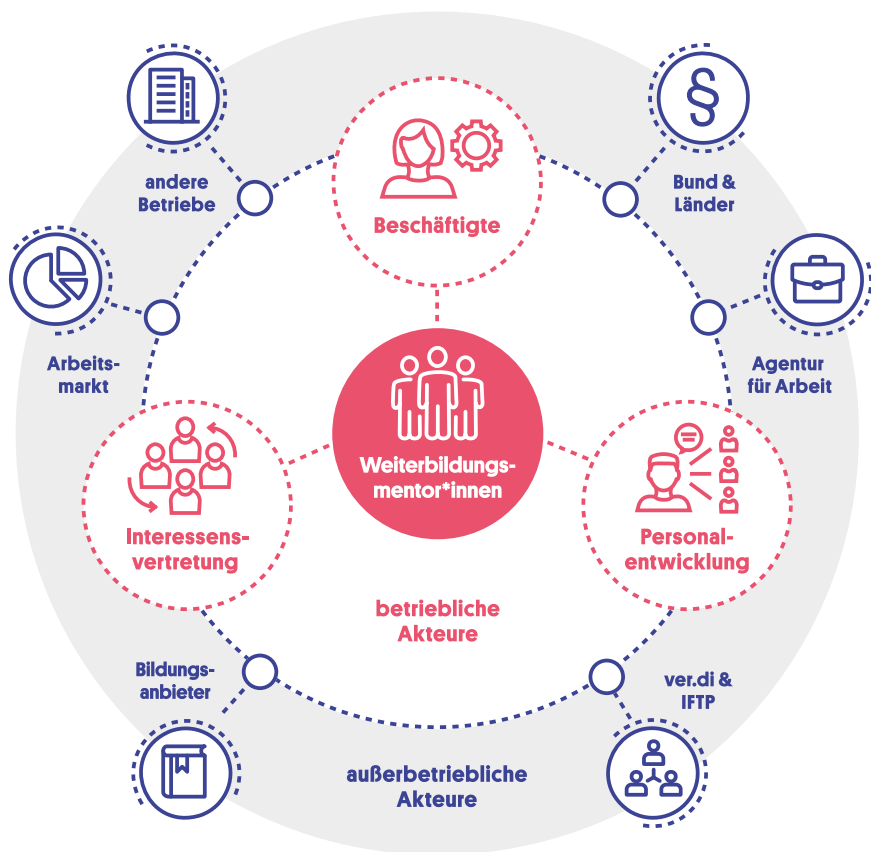 andere
Betriebe
§
Bund &
Länder
Beschäftigte
Arbeits-
markt
Agentur
für Arbeit
Weiterbildungs-
mentor*innen
Interessens-
vertretung
Personal-
entwicklung
betriebliche
Akteure
Bildungs-
anbieter
ver.di &
IFTP
außerbetriebliche
Akteure